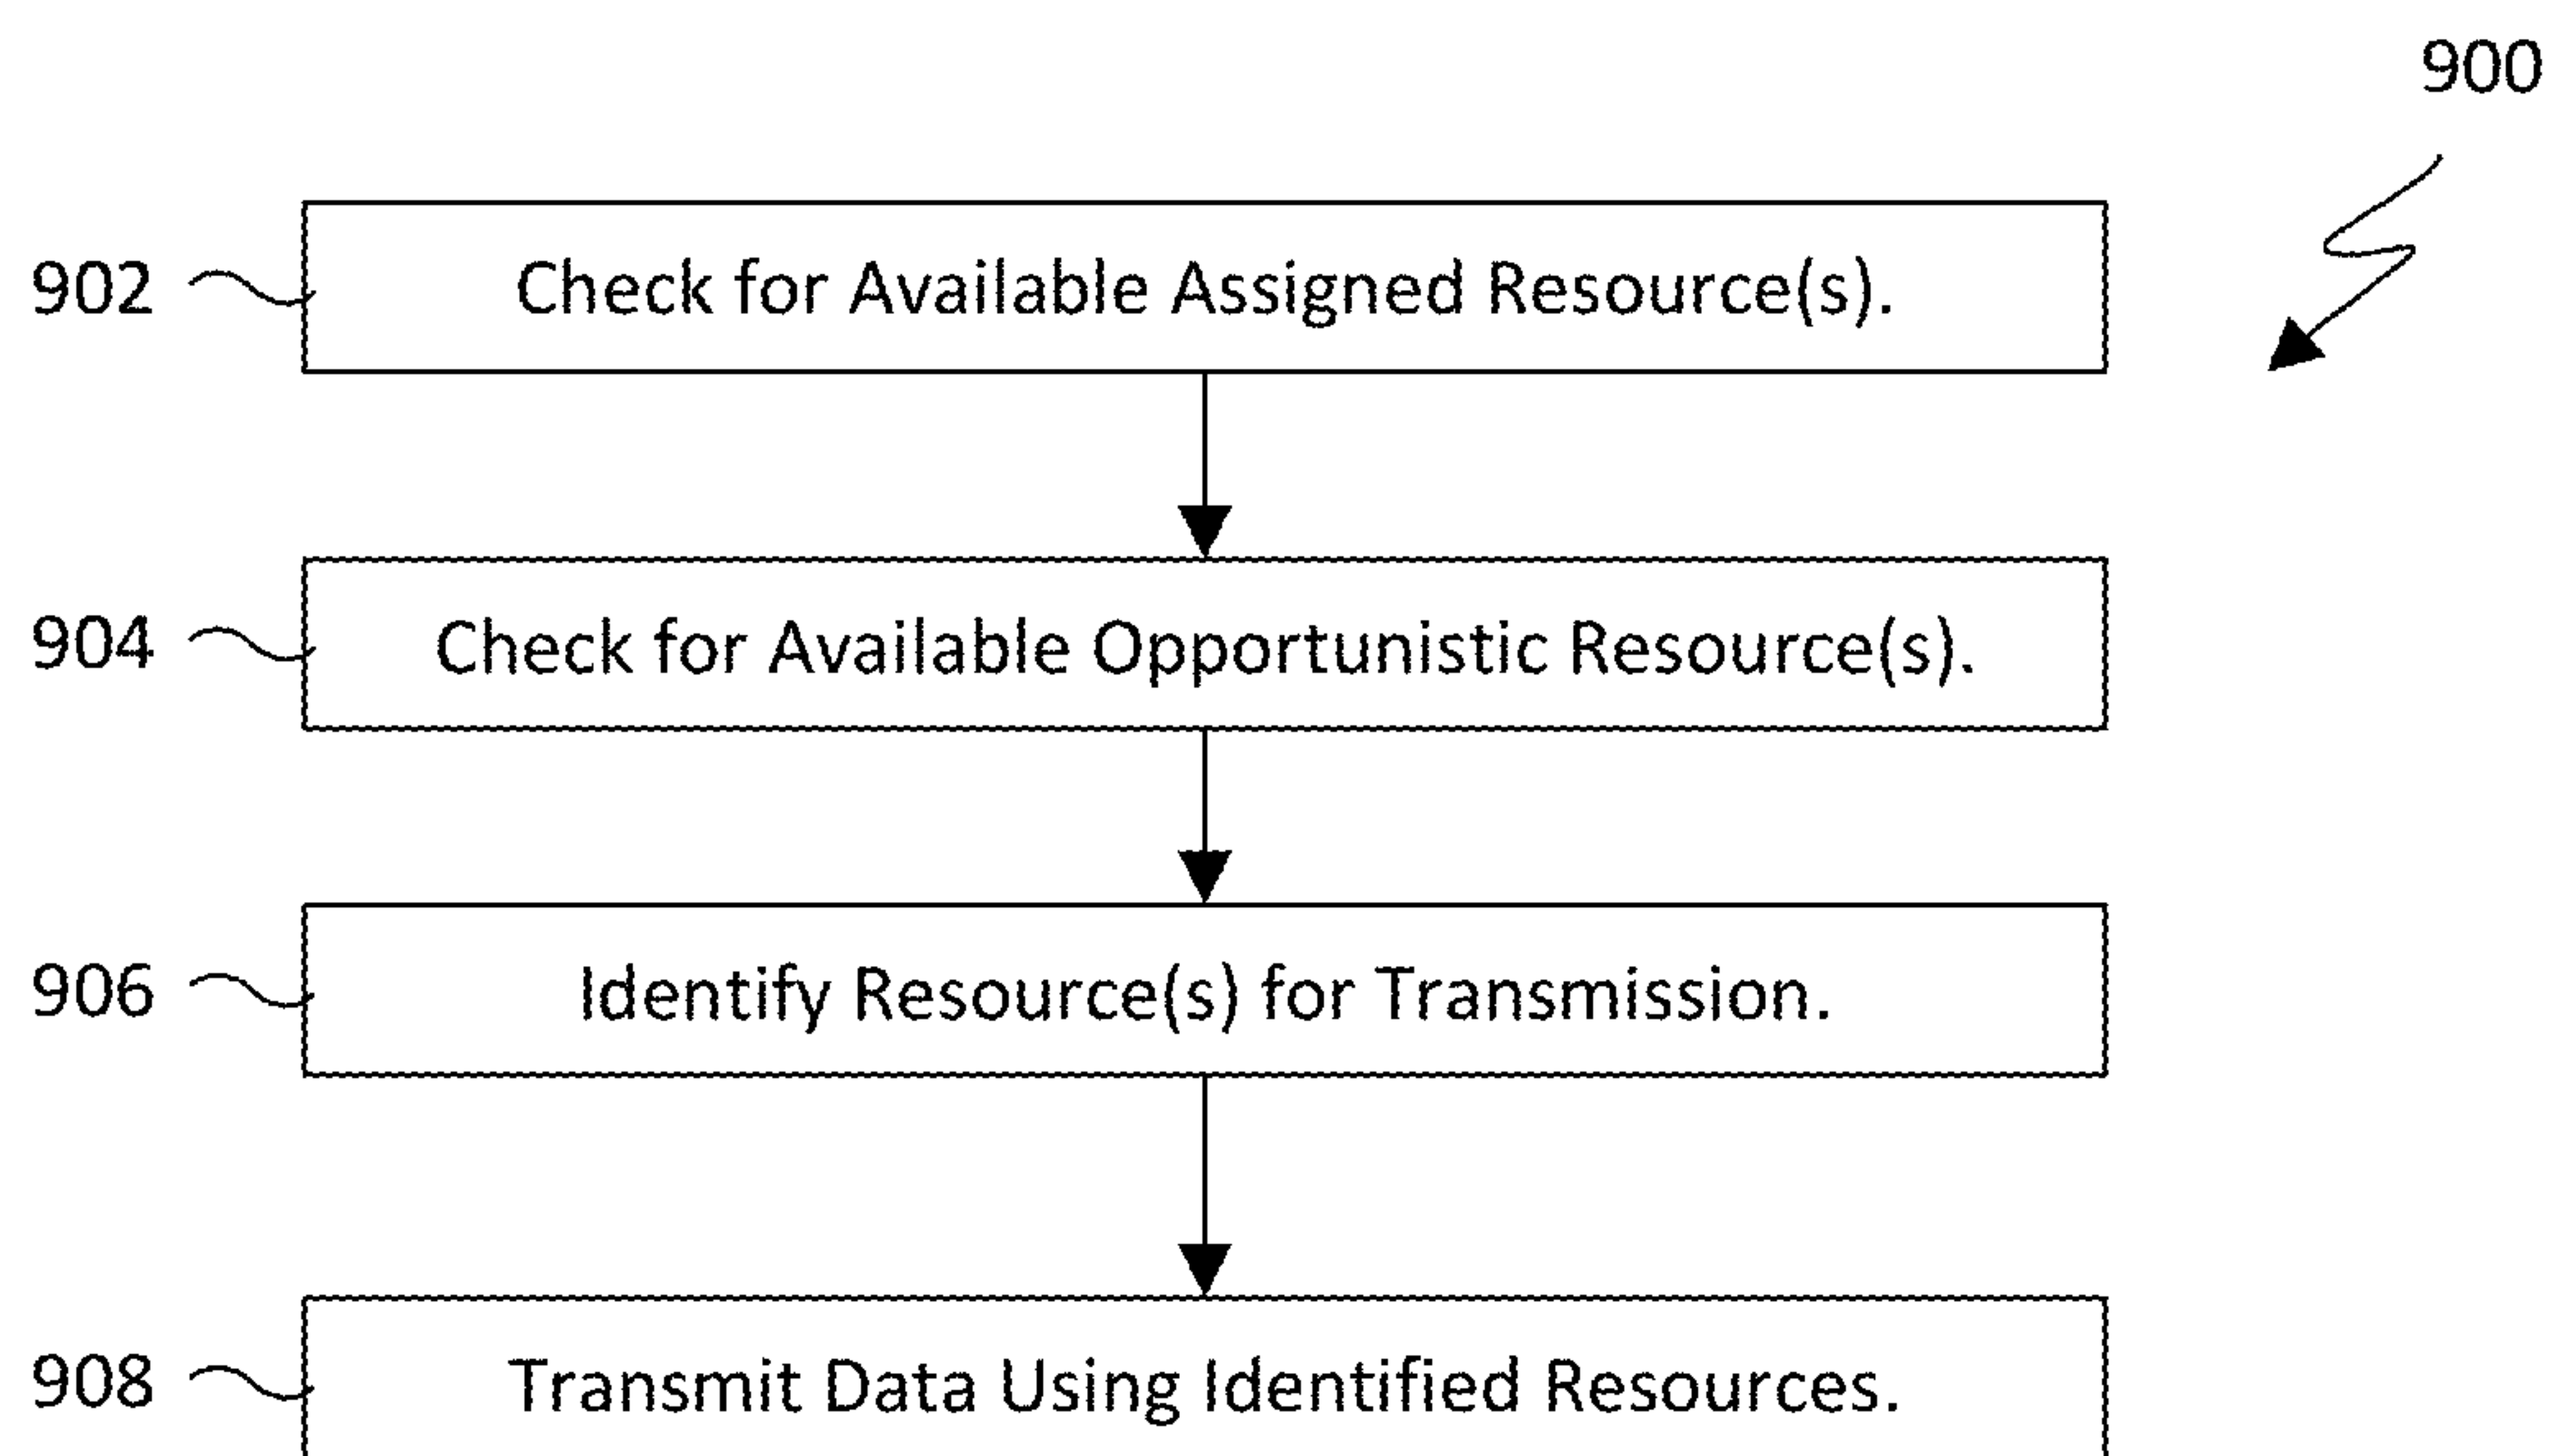 900
902 Check for Available Assigned Resource(s).
904 Check for Available Opportunistic Resource(s).
906 Identify Resource(s) for Transmission.
908 Transmit Data Using Identified Resources.